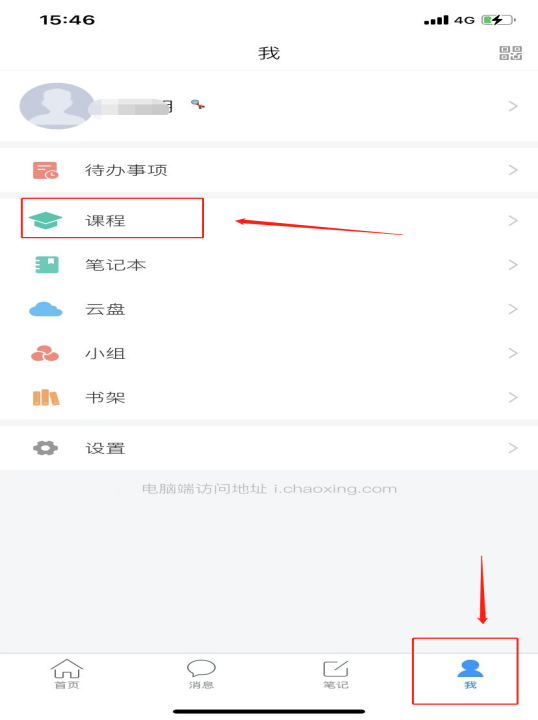 15:46 4G
我
待办事项
课程
笔记本
云盘
小组
书架
设置
电脑端访问地址 i.chaoxing.com
首页 消息 笔记 我